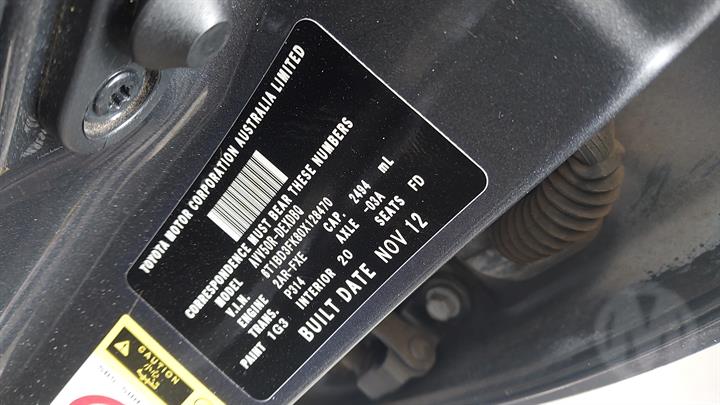 TOYOTA MOTOR CORPORATION AUSTRALIA LIMITED
CORRESPONDENCE MUST BEAR THESE NUMBERS
MODEL AVV50R-DEXDBQ
V.I.N. 6T1BD3FK80X128470
ENGINE 2AR-FXE CAP. 2494 mL
TRANS. P314 AXLE -03A
PAINT 1G3 INTERIOR 20 SEATS FD
BUILT DATE NOV 12
CAUTION